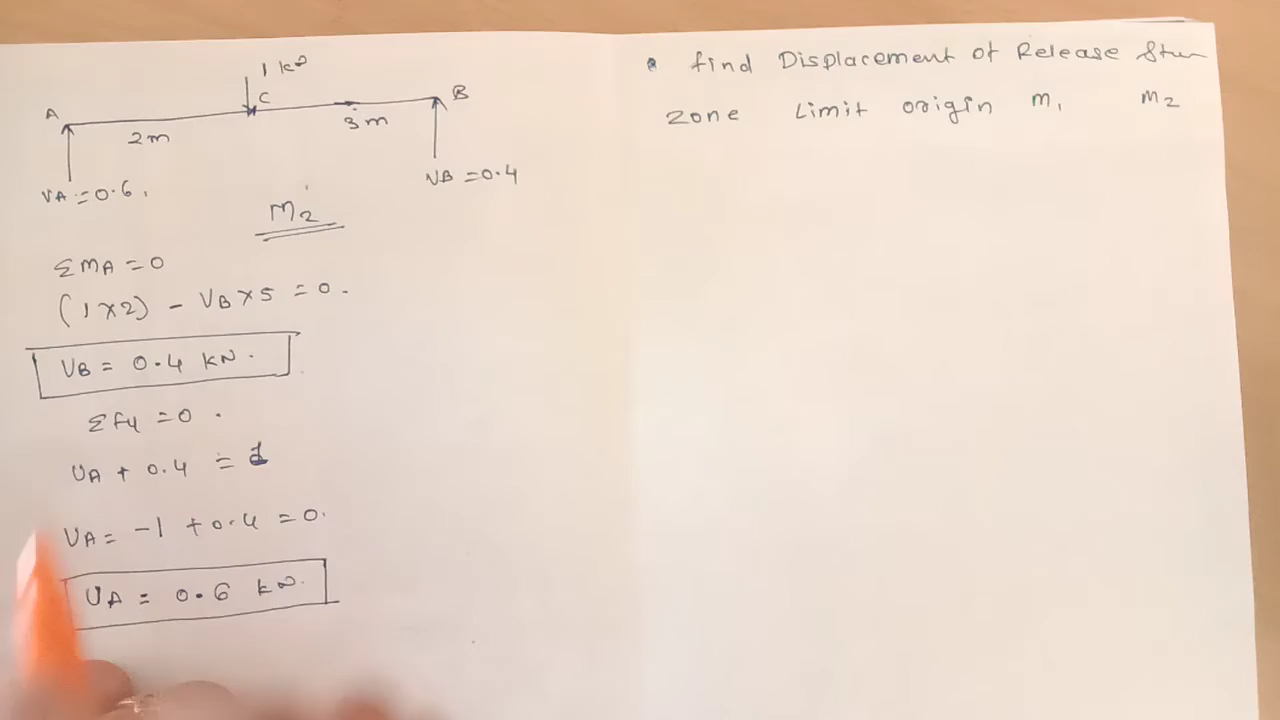 1 kN
A
C
B
2m
3m
VA = 0.6.
VB = 0.4
M2
ΣMA = 0
(1×2) - VB×5 = 0.
VB = 0.4 KN.
ΣFy = 0.
VA + 0.4 = 1
VA = -1 + 0.4 = 0.
VA = 0.6 kN.
• find Displacement of Release
zone Limit origin m1 m2